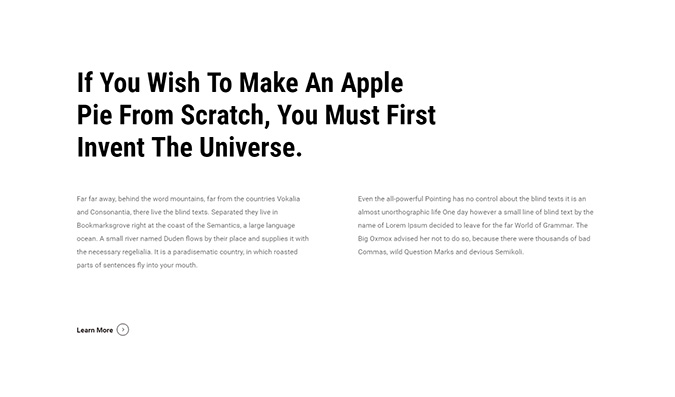 If You Wish To Make An Apple
Pie From Scratch, You Must First
Invent The Universe.
Far far away, behind the word mountains, far from the countries Vokalia
and Consonantia, there live the blind texts. Separated they live in
Bookmarksgrove right at the coast of the Semantics, a large language
ocean. A small river named Duden flows by their place and supplies it with
the necessary regelialia. It is a paradisematic country, in which roasted
parts of sentences fly into your mouth.
Even the all-powerful Pointing has no control about the blind texts it is an
almost unorthographic life One day however a small line of blind text by the
name of Lorem Ipsum decided to leave for the far World of Grammar. The
Big Oxmox advised her not to do so, because there were thousands of bad
Commas, wild Question Marks and devious Semikoli.
Learn More